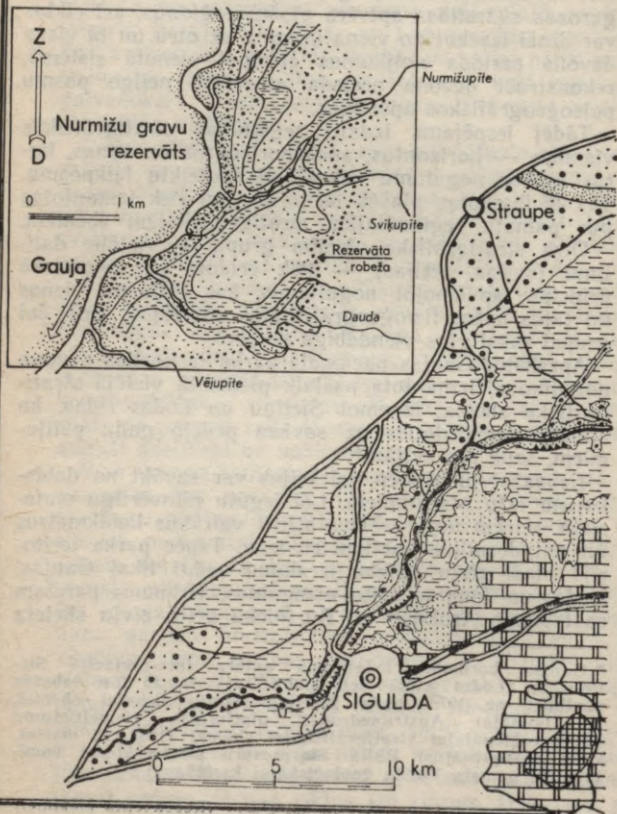 Z
D
Nurmižu gravu
rezervāts
0 1 km
Nurmižupīte
Sviķupīte
Rezervāta
robeža
Gauja
Dauda
Vējupīte
Straupe
SIGULDA
0 5 10 km